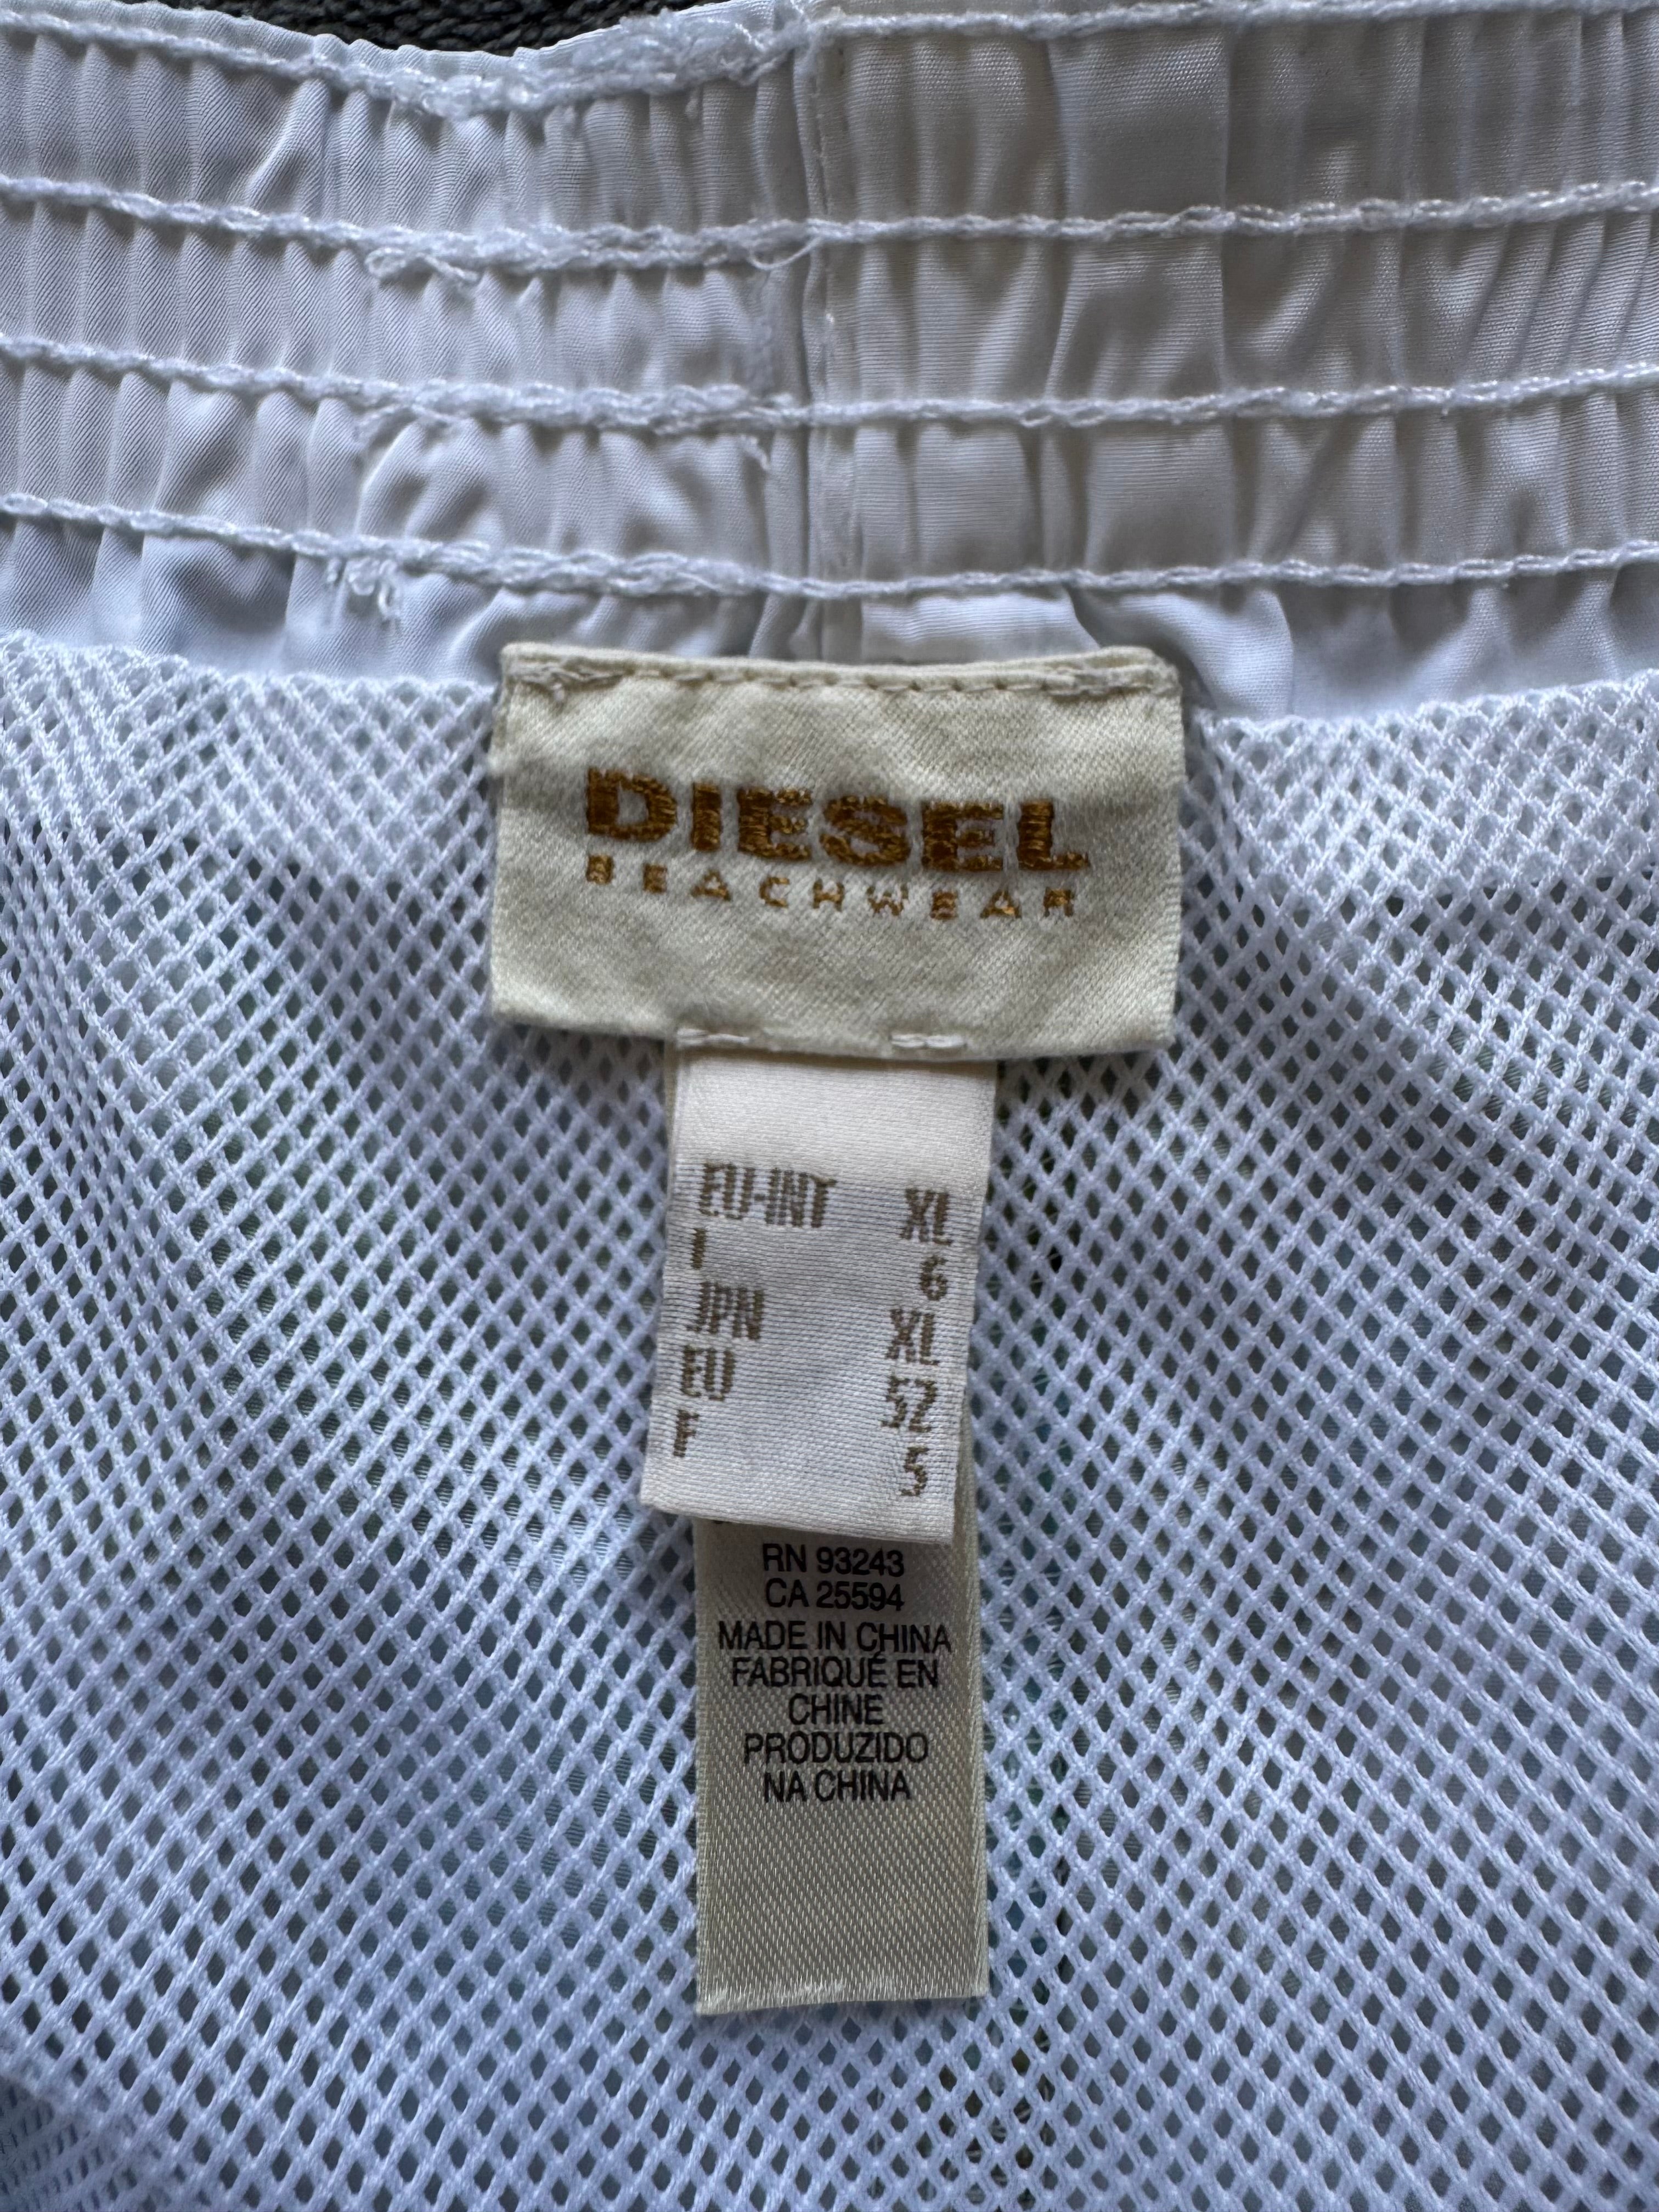 DIESEL
BEACHWEAR
EU-INT XL
I 6
JPN XL
EU 52
F 5
RN 93243
CA 25594
MADE IN CHINA
FABRIQUÉ EN
CHINE
PRODUZIDO
NA CHINA